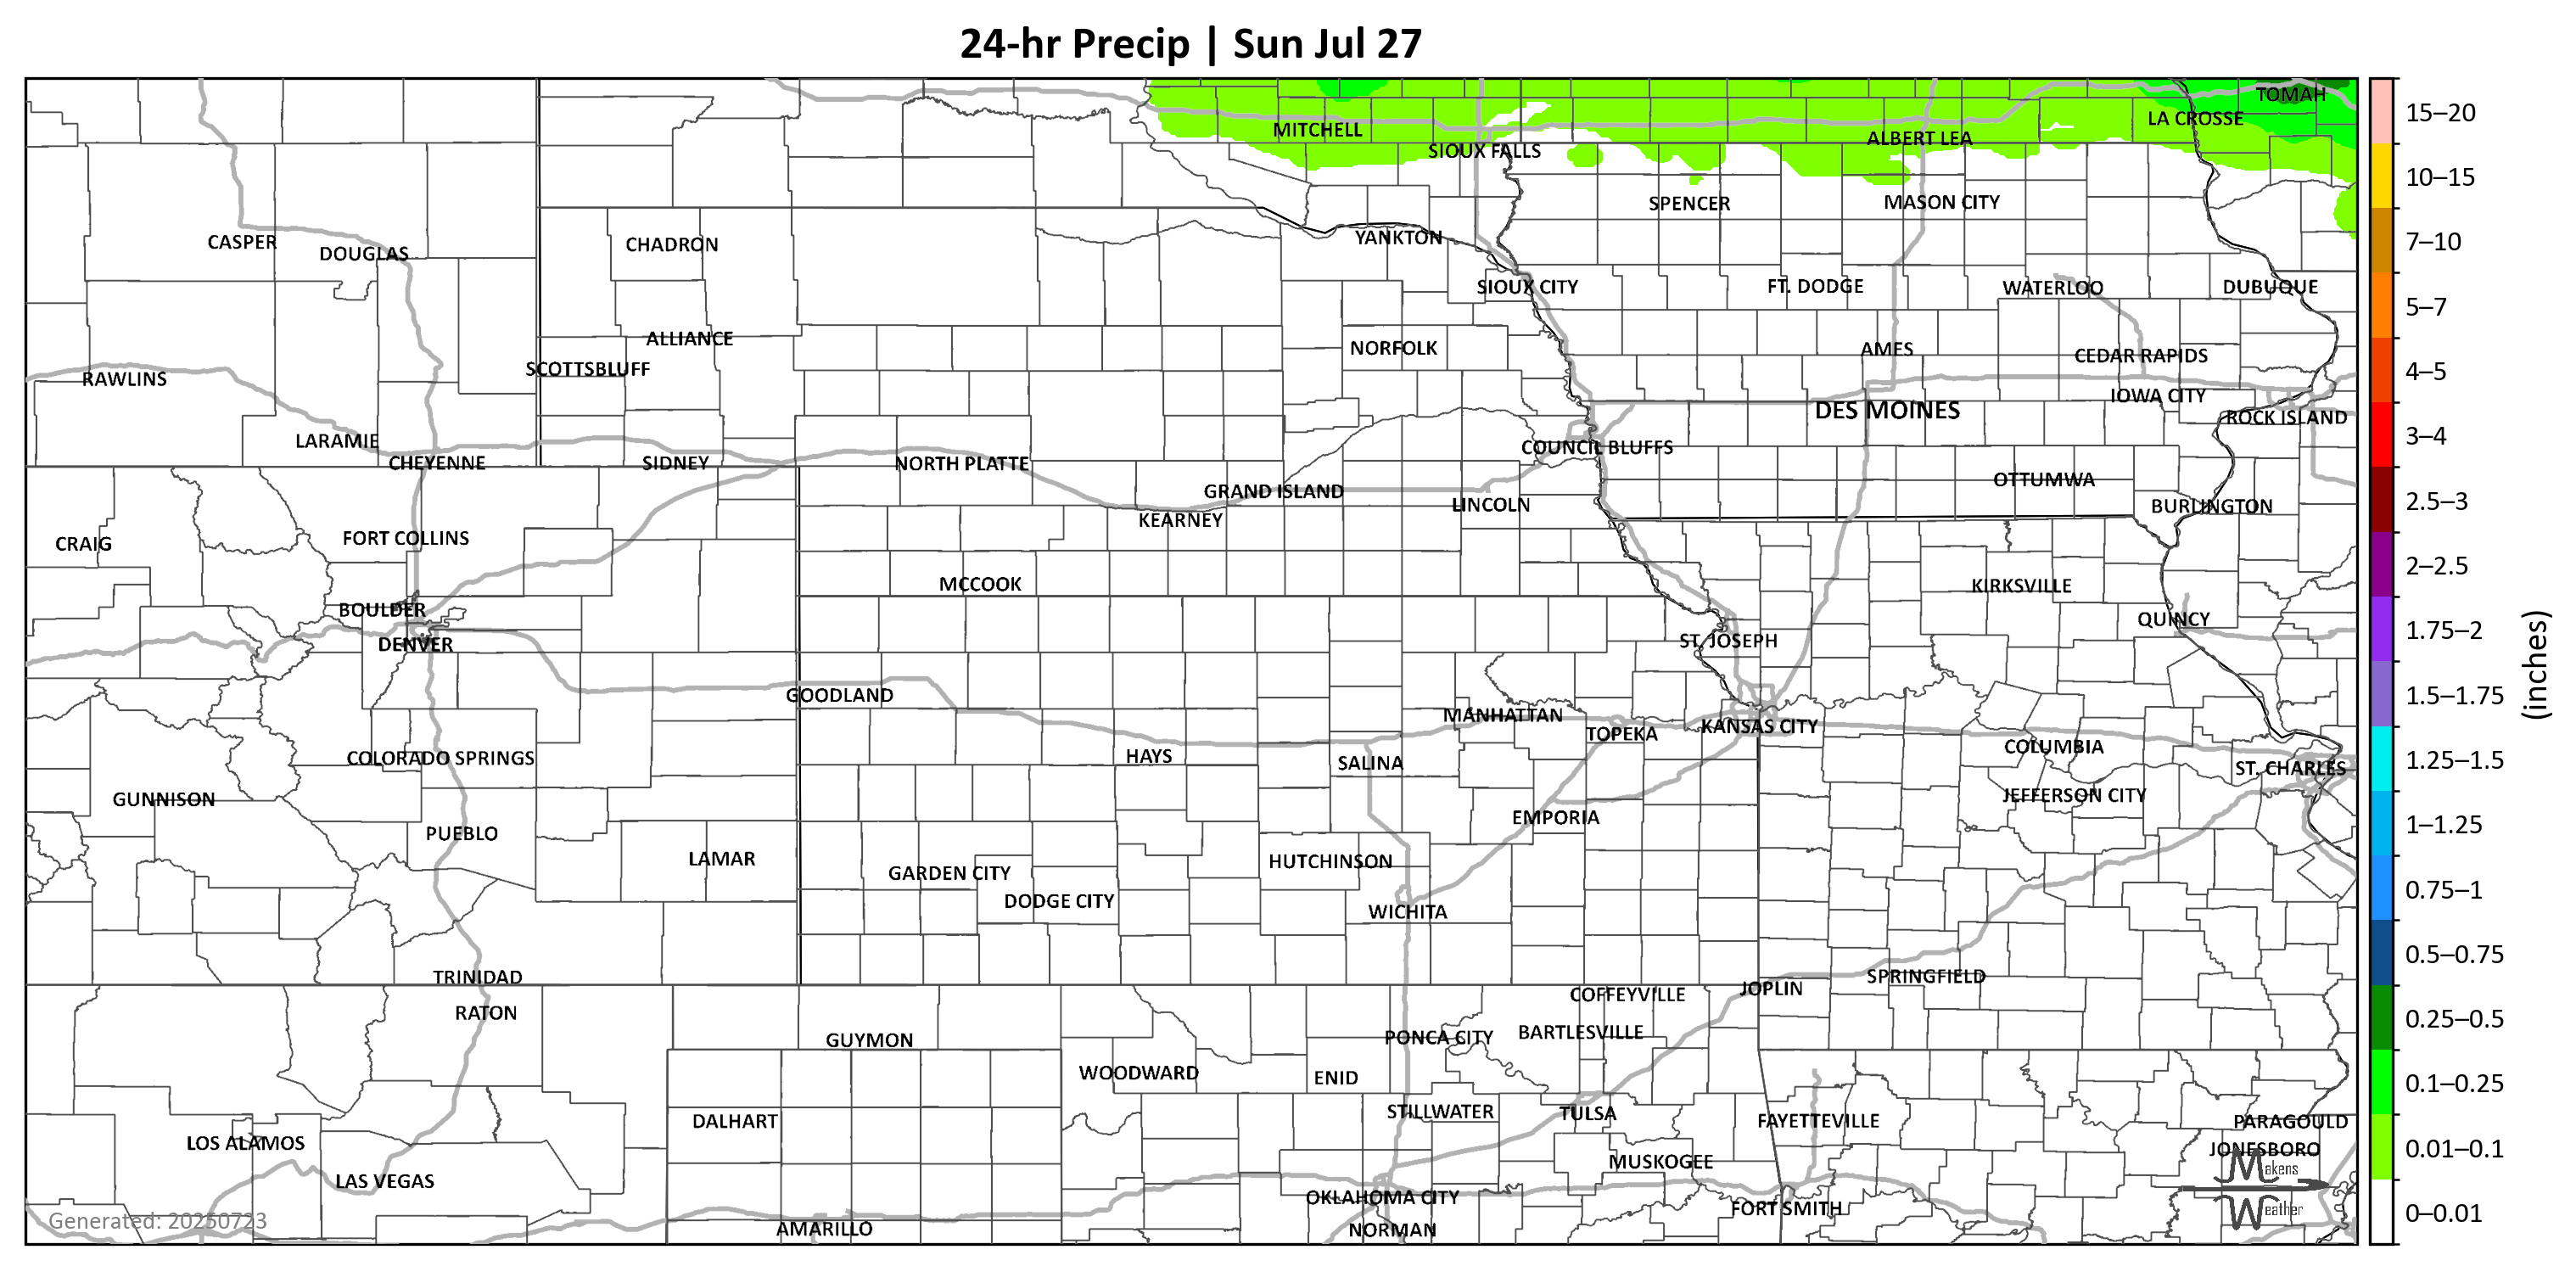 24-hr Precip | Sun Jul 27
TOMAH
LA CROSSE
MITCHELL
ALBERT LEA
SIOUX FALLS
SPENCER
MASON CITY
CASPER
DOUGLAS
CHADRON
YANKTON
SIOUX CITY
FT. DODGE
WATERLOO
DUBUQUE
ALLIANCE
NORFOLK
AMES
CEDAR RAPIDS
SCOTTSBLUFF
RAWLINS
IOWA CITY
DES MOINES
ROCK ISLAND
LARAMIE
COUNCIL BLUFFS
CHEYENNE
SIDNEY
NORTH PLATTE
GRAND ISLAND
OTTUMWA
LINCOLN
BURLINGTON
KEARNEY
FORT COLLINS
CRAIG
MCCOOK
KIRKSVILLE
BOULDER
QUINCY
DENVER
ST. JOSEPH
GOODLAND
MANHATTAN
TOPEKA
KANSAS CITY
COLUMBIA
COLORADO SPRINGS
HAYS
SALINA
ST. CHARLES
GUNNISON
JEFFERSON CITY
PUEBLO
EMPORIA
LAMAR
HUTCHINSON
GARDEN CITY
DODGE CITY
WICHITA
TRINIDAD
SPRINGFIELD
JOPLIN
COFFEYVILLE
RATON
GUYMON
PONCA CITY
BARTLESVILLE
WOODWARD
ENID
STILLWATER
TULSA
DALHART
FAYETTEVILLE
PARAGOULD
LOS ALAMOS
JONESBORO
MUSKOGEE
LAS VEGAS
OKLAHOMA CITY
FORT SMITH
AMARILLO
NORMAN
Generated: 20250723
Makens
Weather
15–20
10–15
7–10
5–7
4–5
3–4
2.5–3
2–2.5
1.75–2
1.5–1.75
1.25–1.5
1–1.25
0.75–1
0.5–0.75
0.25–0.5
0.1–0.25
0.01–0.1
0–0.01
(inches)